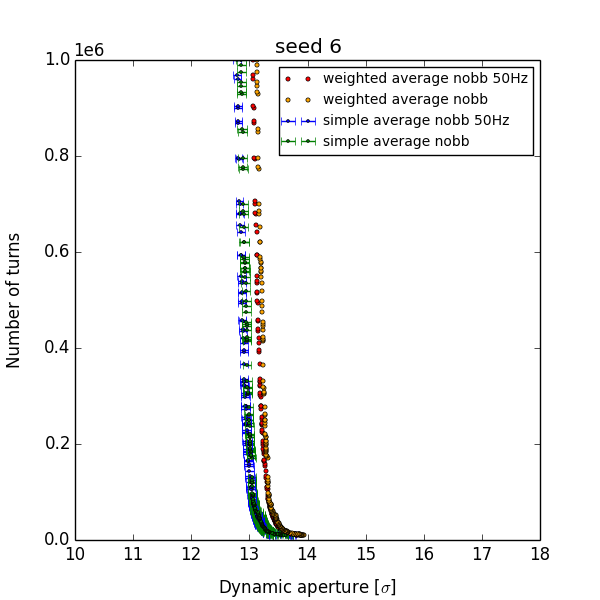 seed 6
1e6
1.0
0.8
0.6
0.4
0.2
0.0
Number of turns
weighted average nobb 50Hz
weighted average nobb
simple average nobb 50Hz
simple average nobb
10 11 12 13 14 15 16 17 18
Dynamic aperture [σ]